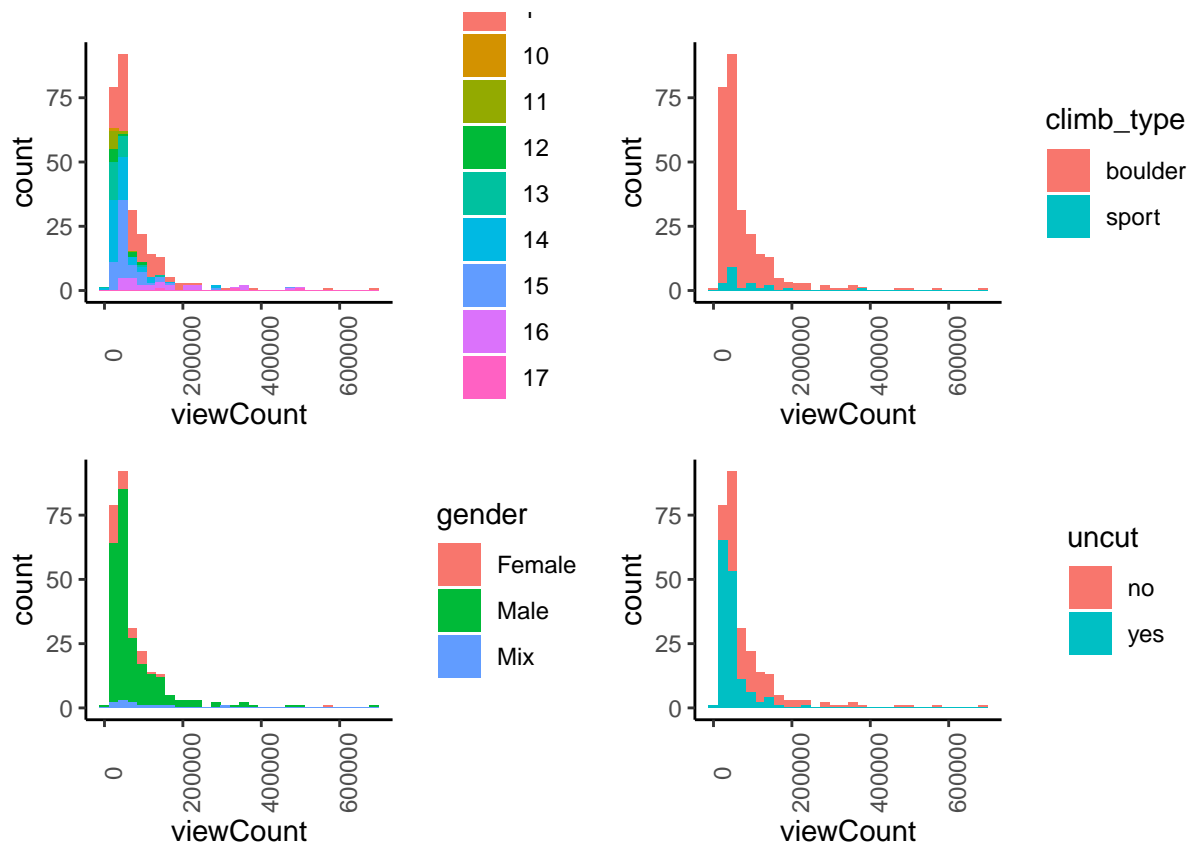 10
11
12
13
14
15
16
17
75
50
25
0
count
0
200000
400000
600000
viewCount
75
50
25
0
count
0
200000
400000
600000
viewCount
climb_type
boulder
sport
75
50
25
0
count
0
200000
400000
600000
viewCount
gender
Female
Male
Mix
75
50
25
0
count
0
200000
400000
600000
viewCount
uncut
no
yes